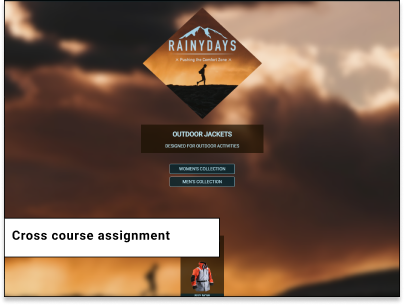 RAINYDAYS
Pushing the Comfort Zone
OUTDOOR JACKETS
DESIGNED FOR OUTDOOR ACTIVITIES
WOMEN'S COLLECTION
MEN'S COLLECTION
Cross course assignment